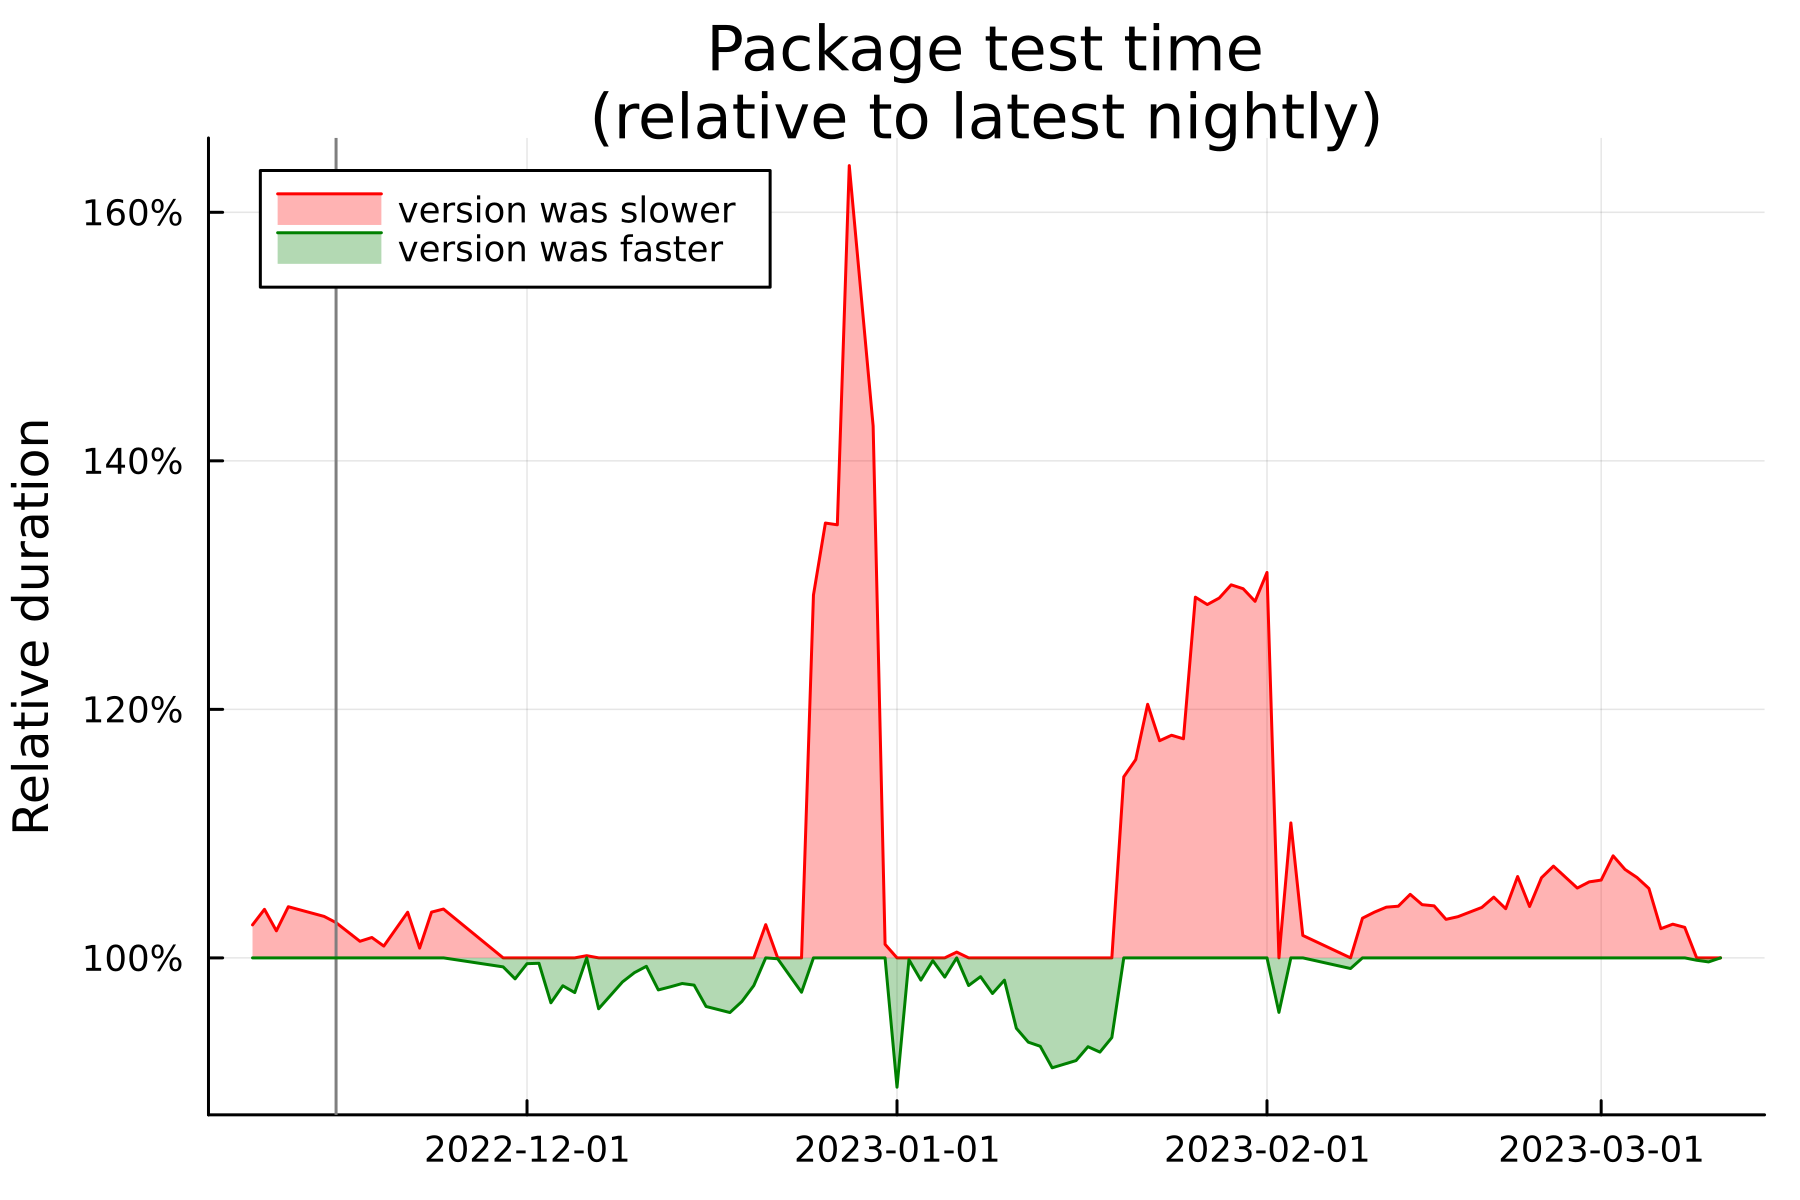 Package test time
(relative to latest nightly)
version was slower
version was faster
160%
140%
120%
100%
Relative duration
2022-12-01
2023-01-01
2023-02-01
2023-03-01